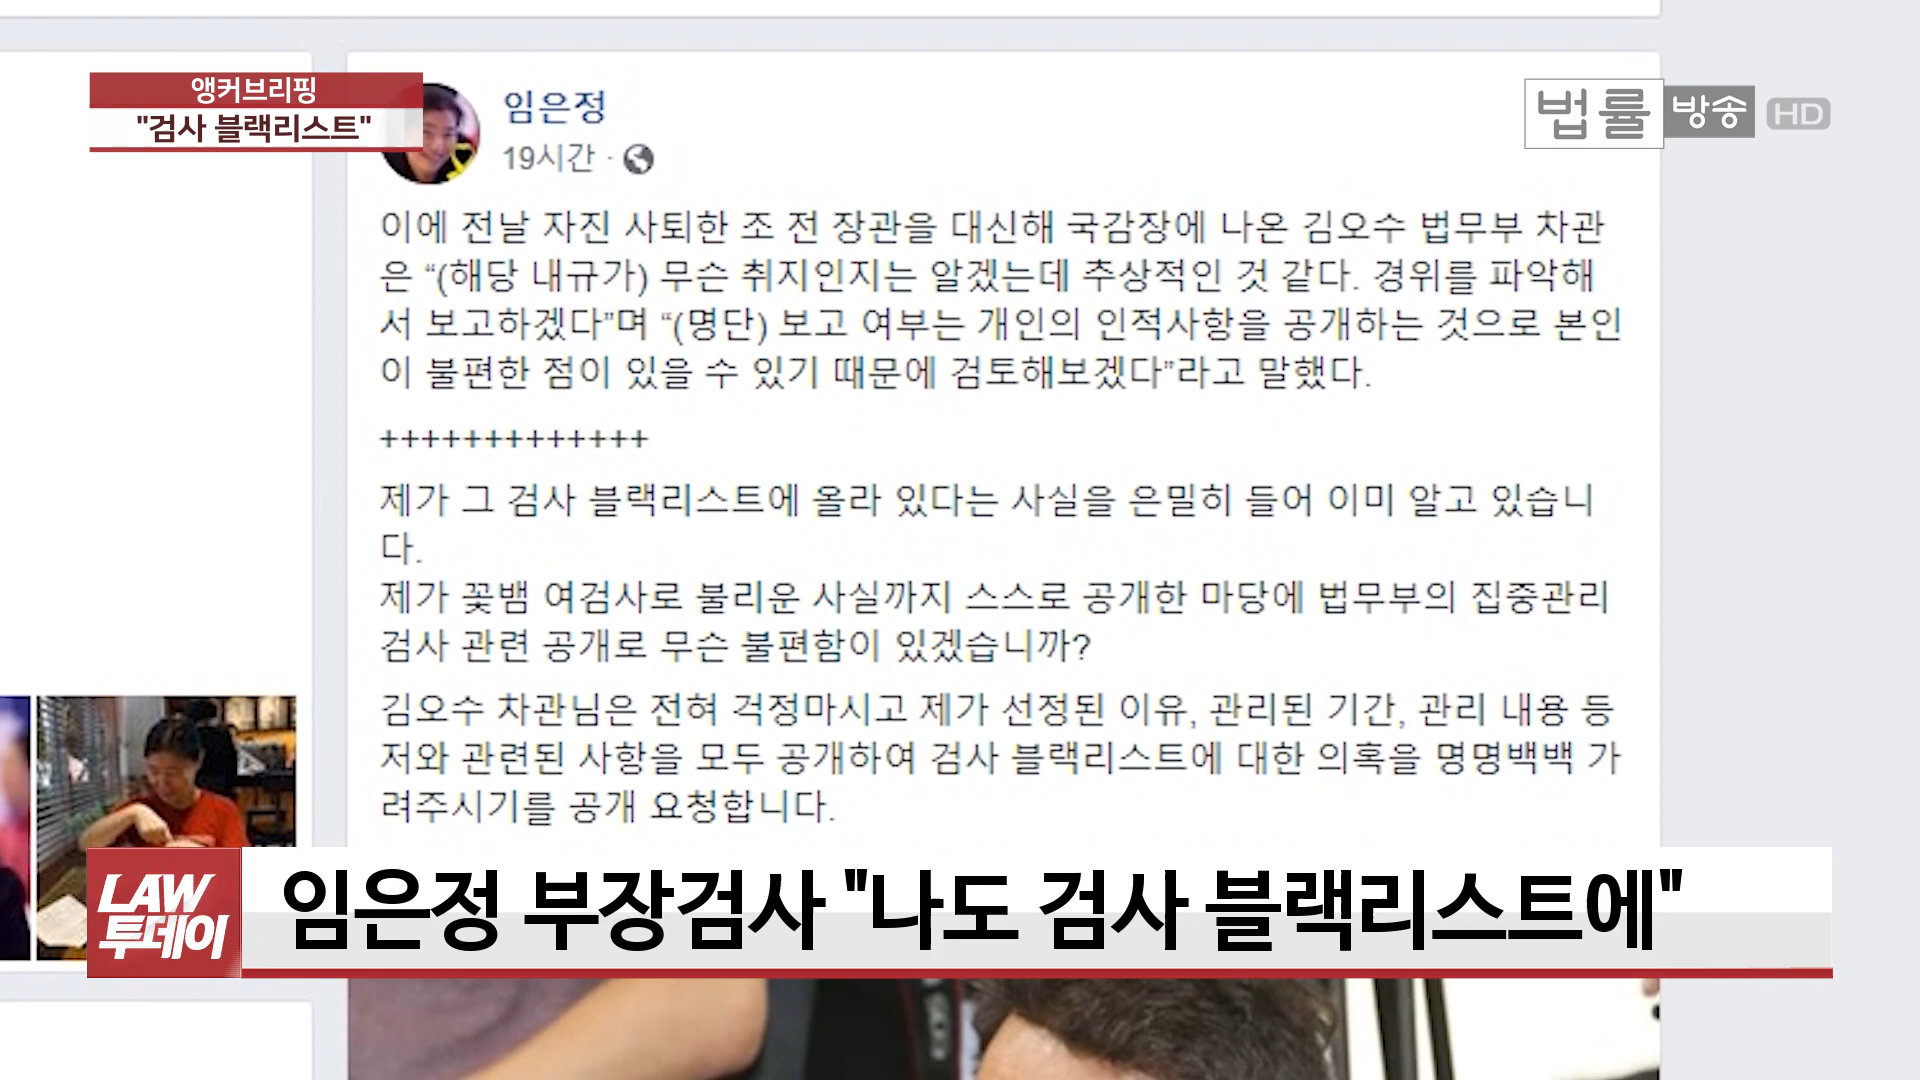 앵커브리핑
"검사 블랙리스트"
법률방송 HD
임은정
19시간 ·
이에 전날 자진 사퇴한 조 전 장관을 대신해 국감장에 나온 김오수 법무부 차관
은 “(해당 내규가) 무슨 취지인지는 알겠는데 추상적인 것 같다. 경위를 파악해
서 보고하겠다”며 “(명단) 보고 여부는 개인의 인적사항을 공개하는 것으로 본인
이 불편한 점이 있을 수 있기 때문에 검토해보겠다”라고 말했다.
+++++++++++++
제가 그 검사 블랙리스트에 올라 있다는 사실을 은밀히 들어 이미 알고 있습니
다.
제가 꽃뱀 여검사로 불리운 사실까지 스스로 공개한 마당에 법무부의 집중관리
검사 관련 공개로 무슨 불편함이 있겠습니까?
김오수 차관님은 전혀 걱정마시고 제가 선정된 이유, 관리된 기간, 관리 내용 등
저와 관련된 사항을 모두 공개하여 검사 블랙리스트에 대한 의혹을 명명백백 가
려주시기를 공개 요청합니다.
LAW
투데이
임은정 부장검사 "나도 검사 블랙리스트에"